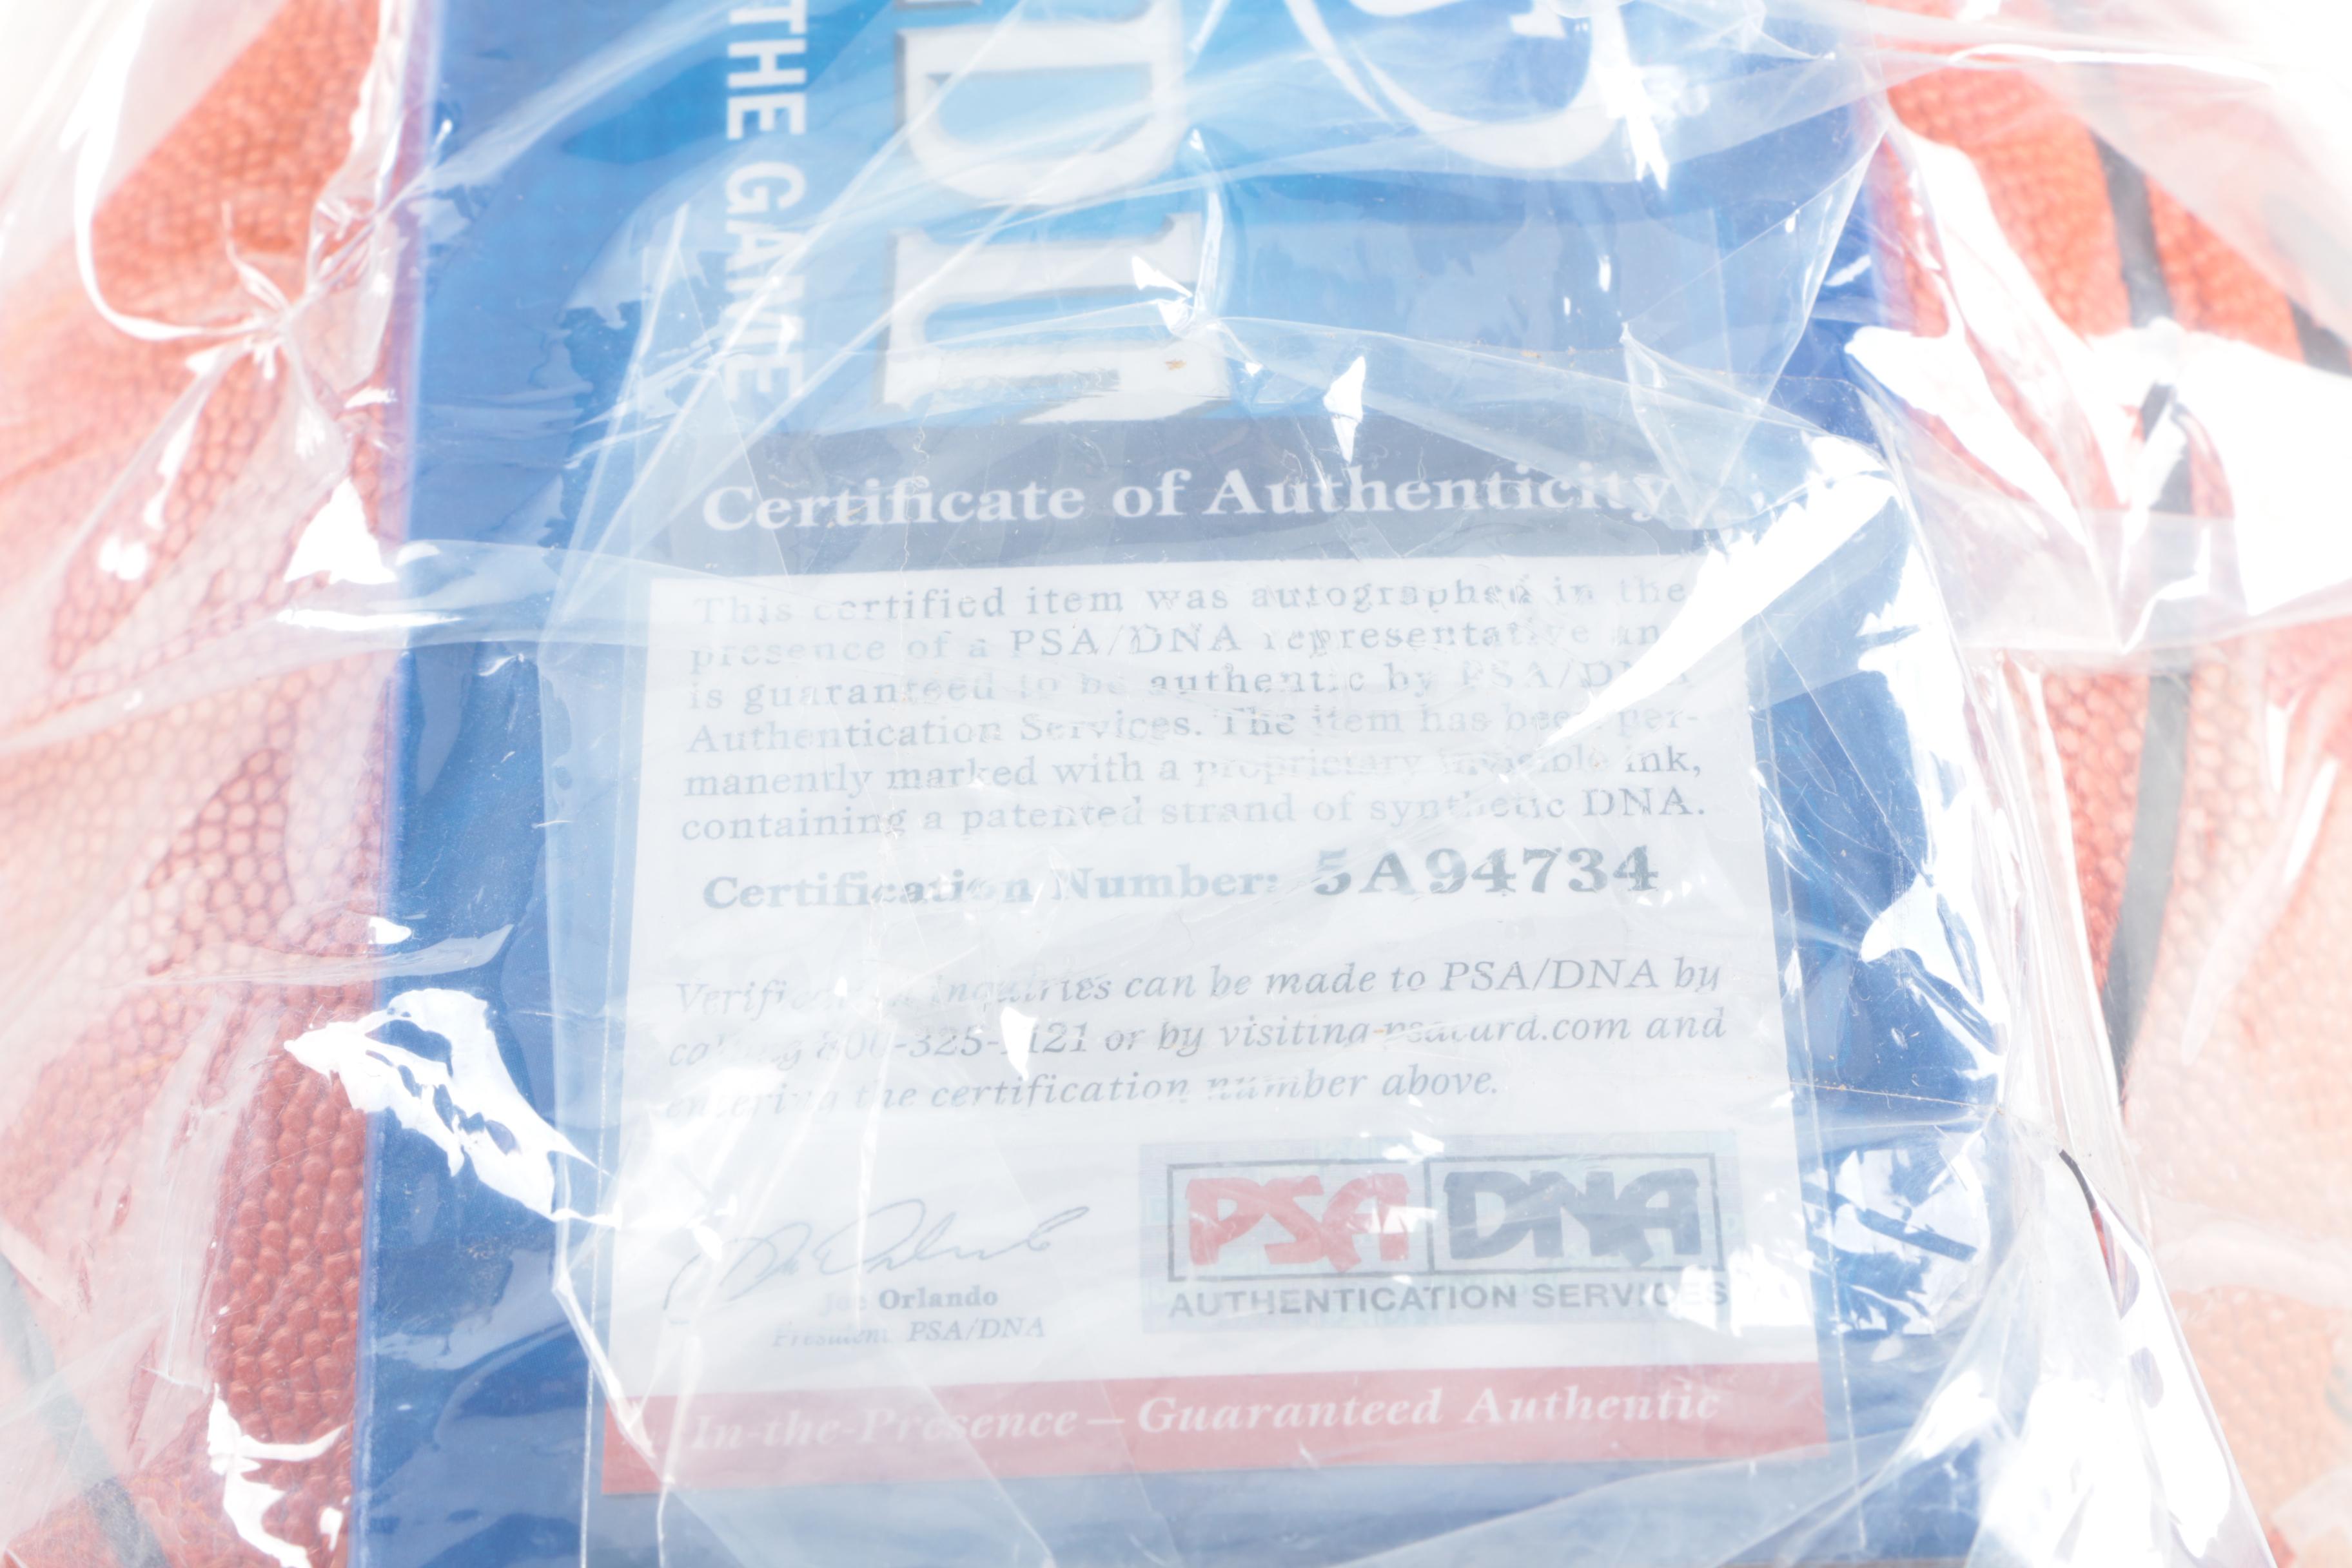 THE GAME
Certificate of Authenticity
This certified item was autographed in the
presence of a PSA/DNA representative an
is guaranteed to be authentic by PSA/DNA
Authentication Services. The item has been per-
manently marked with a proprietary invisible ink,
containing a patented strand of synthetic DNA.
Certification Number: 5A94734
Verification Inquiries can be made to PSA/DNA by
calling 800-325-1121 or by visiting psacard.com and
entering the certification number above.
Joe Orlando
President PSA/DNA
PSA DNA
AUTHENTICATION SERVICES
In-the-Presence – Guaranteed Authentic